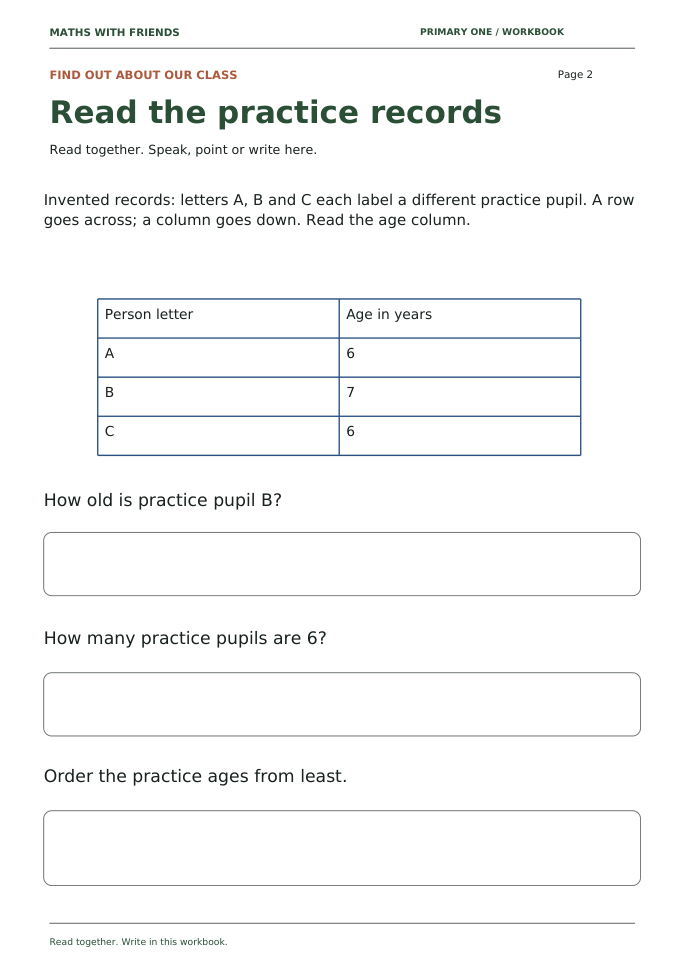 MATHS WITH FRIENDS
PRIMARY ONE / WORKBOOK
FIND OUT ABOUT OUR CLASS
Page 2
Read the practice records
Read together. Speak, point or write here.
Invented records: letters A, B and C each label a different practice pupil. A row
goes across; a column goes down. Read the age column.
Person letter Age in years
A 6
B 7
C 6
How old is practice pupil B?
How many practice pupils are 6?
Order the practice ages from least.
Read together. Write in this workbook.